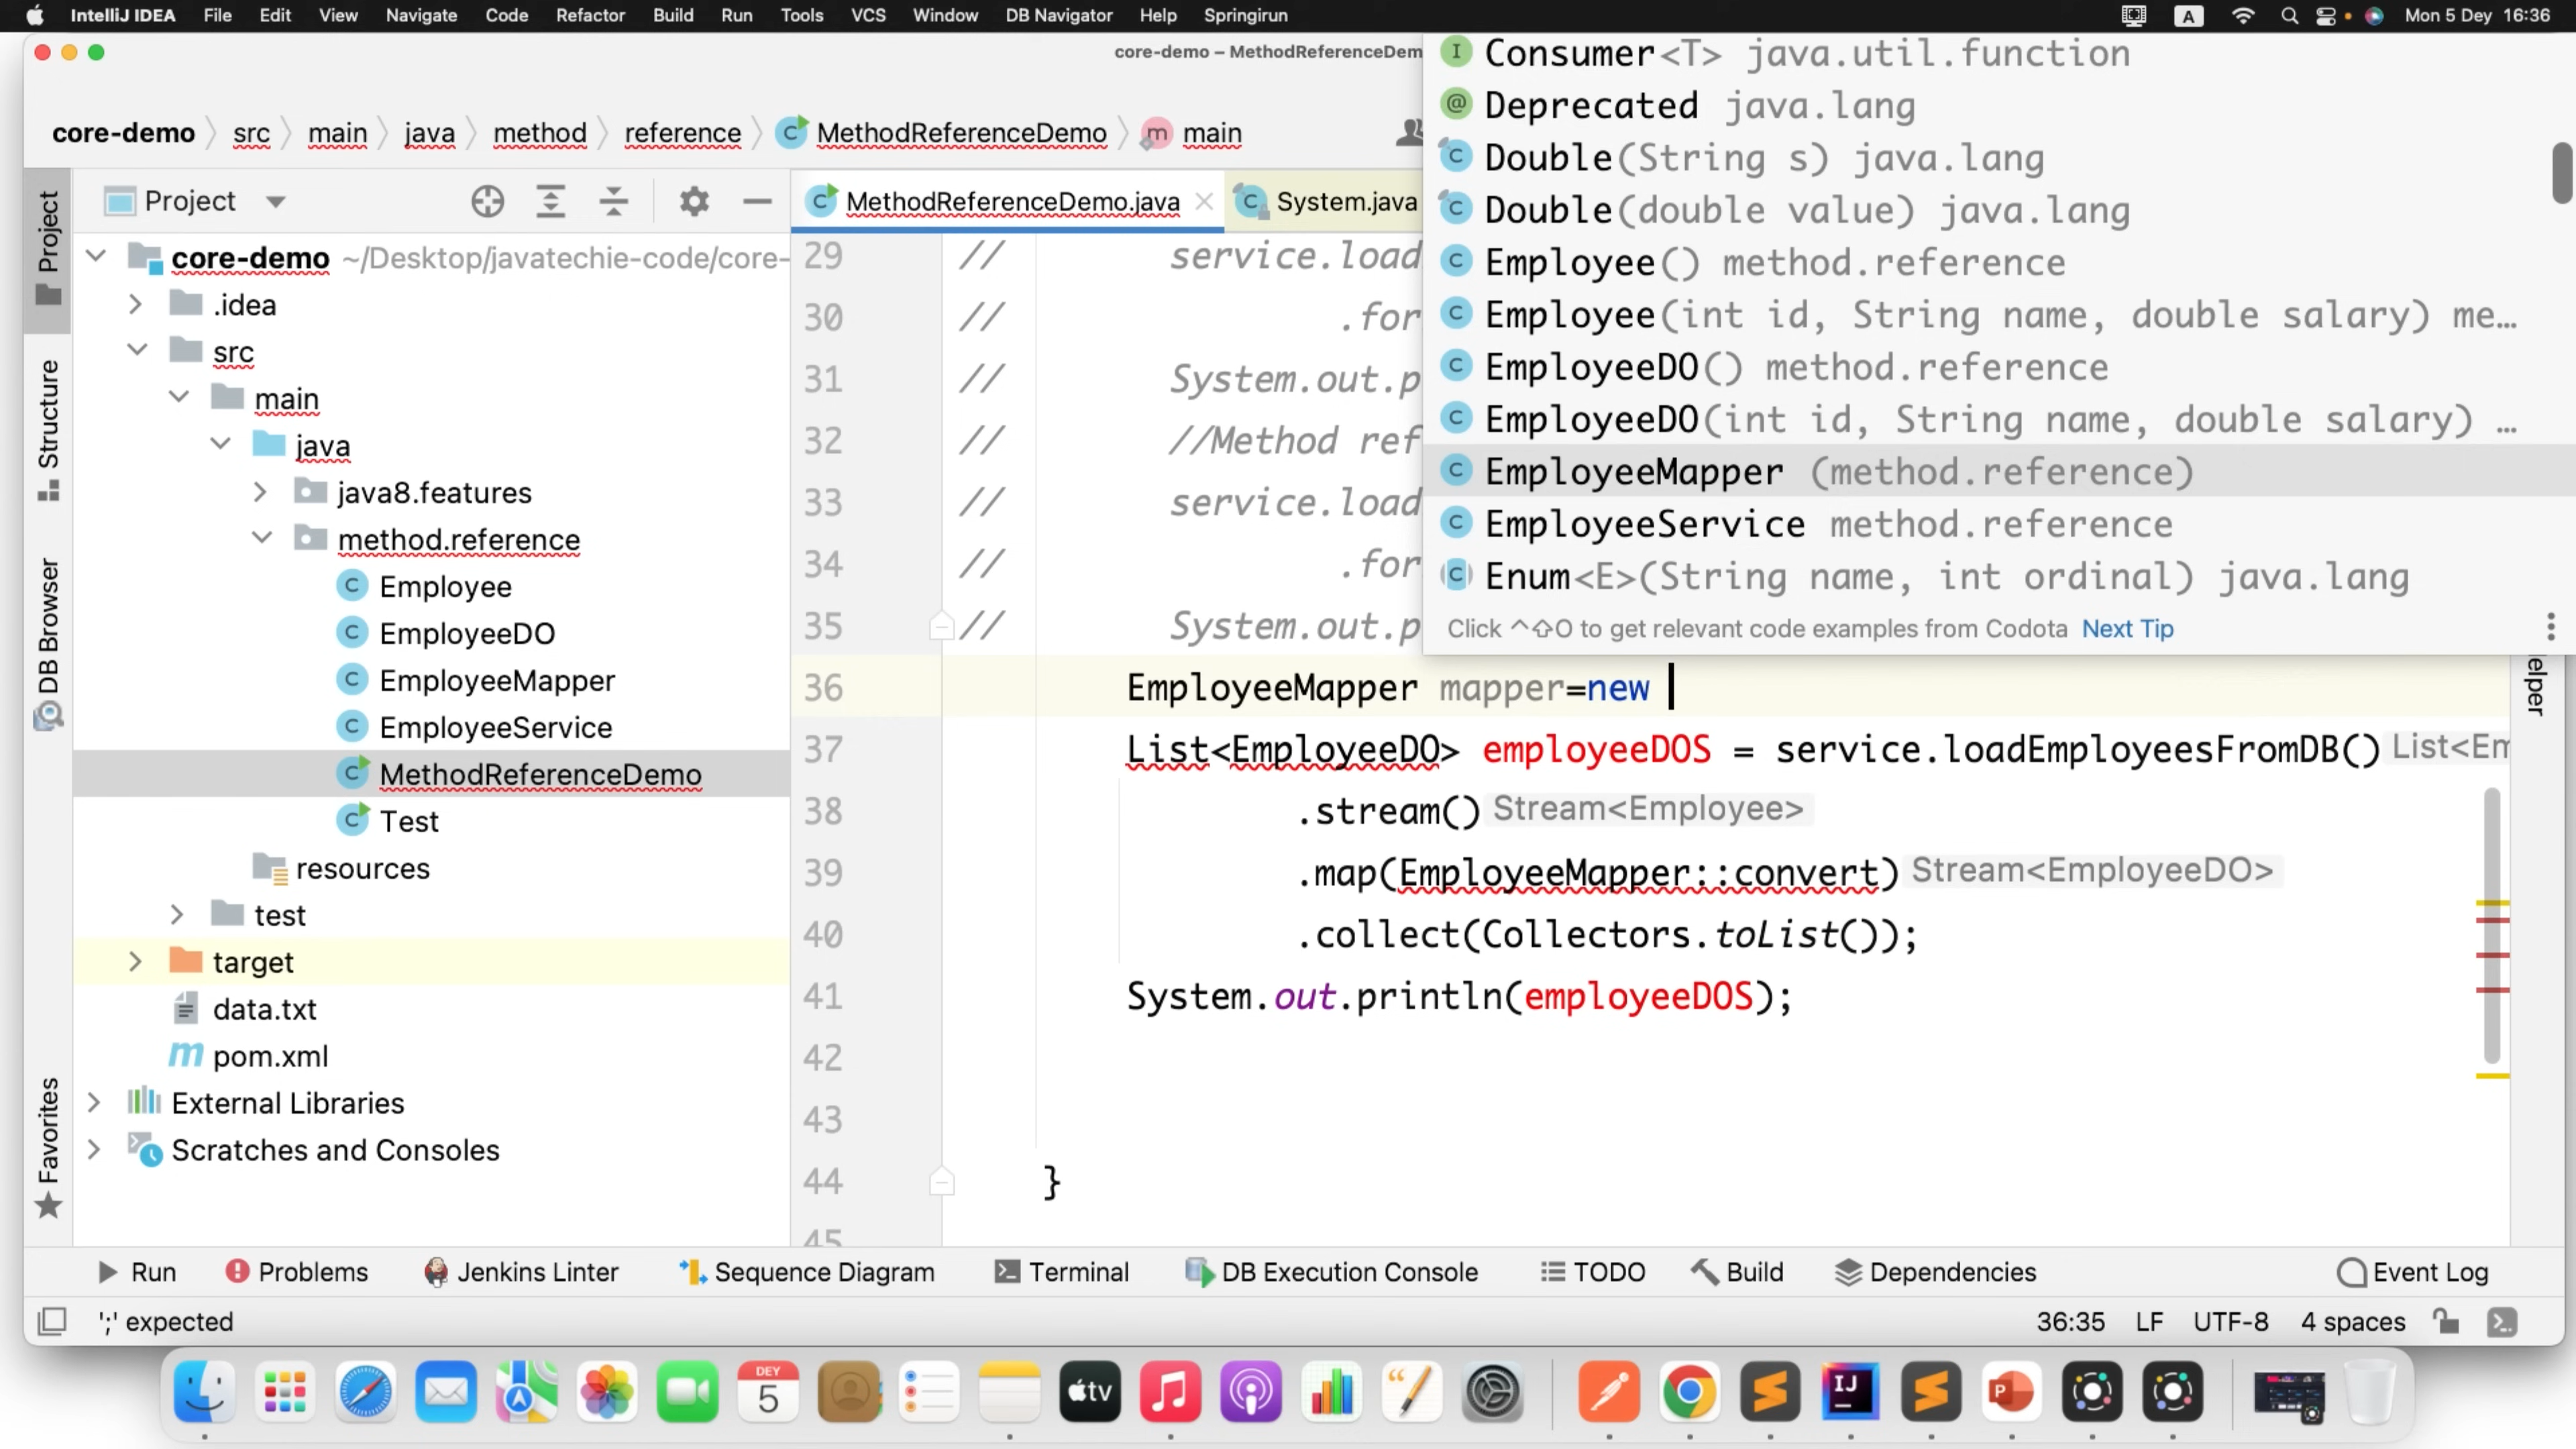 IntelliJ IDEA File Edit View Navigate Code Refactor Build Run Tools VCS Window DB Navigator Help Springirun A Mon 5 Dey 16:36
core-demo – MethodReferenceDem
core-demo src main java method reference C MethodReferenceDemo m main
Project
MethodReferenceDemo.java
System.java
Project
Structure
DB Browser
Favorites
core-demo ~/Desktop/javatechie-code/core-
.idea
src
main
java
java8.features
method.reference
Employee
EmployeeDO
EmployeeMapper
EmployeeService
MethodReferenceDemo
Test
resources
test
target
data.txt
pom.xml
External Libraries
Scratches and Consoles
29 // service.load
30 // .for
31 // System.out.p
32 // //Method ref
33 // service.load
34 // .for
35 // System.out.p
36 EmployeeMapper mapper=new
37 List<EmployeeDO> employeeDOS = service.loadEmployeesFromDB() List<Em
38 .stream() Stream<Employee>
39 .map(EmployeeMapper::convert) Stream<EmployeeDO>
40 .collect(Collectors.toList());
41 System.out.println(employeeDOS);
42
43
44 }
45
Consumer<T> java.util.function
Deprecated java.lang
Double(String s) java.lang
Double(double value) java.lang
Employee() method.reference
Employee(int id, String name, double salary) me…
EmployeeDO() method.reference
EmployeeDO(int id, String name, double salary) …
EmployeeMapper (method.reference)
EmployeeService method.reference
Enum<E>(String name, int ordinal) java.lang
Click ^⇧O to get relevant code examples from Codota Next Tip
elper
Run Problems Jenkins Linter Sequence Diagram Terminal DB Execution Console TODO Build Dependencies Event Log
';' expected 36:35 LF UTF-8 4 spaces
DEY
5
tv
IJ
P